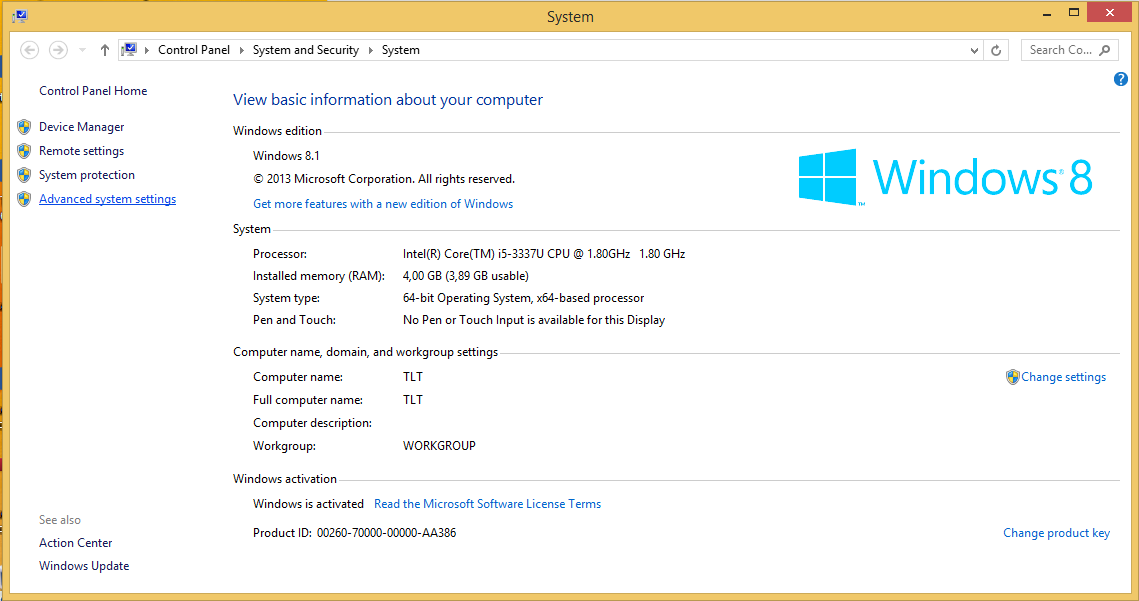 System
Control Panel System and Security System
Search Co...
Control Panel Home
Device Manager
Remote settings
System protection
Advanced system settings
View basic information about your computer
Windows edition
Windows 8.1
© 2013 Microsoft Corporation. All rights reserved.
Get more features with a new edition of Windows
Windows® 8
™
System
Processor: Intel(R) Core(TM) i5-3337U CPU @ 1.80GHz 1.80 GHz
Installed memory (RAM): 4,00 GB (3,89 GB usable)
System type: 64-bit Operating System, x64-based processor
Pen and Touch: No Pen or Touch Input is available for this Display
Computer name, domain, and workgroup settings
Computer name: TLT
Change settings
Full computer name: TLT
Computer description:
Workgroup: WORKGROUP
Windows activation
Windows is activated Read the Microsoft Software License Terms
Product ID: 00260-70000-00000-AA386
Change product key
See also
Action Center
Windows Update